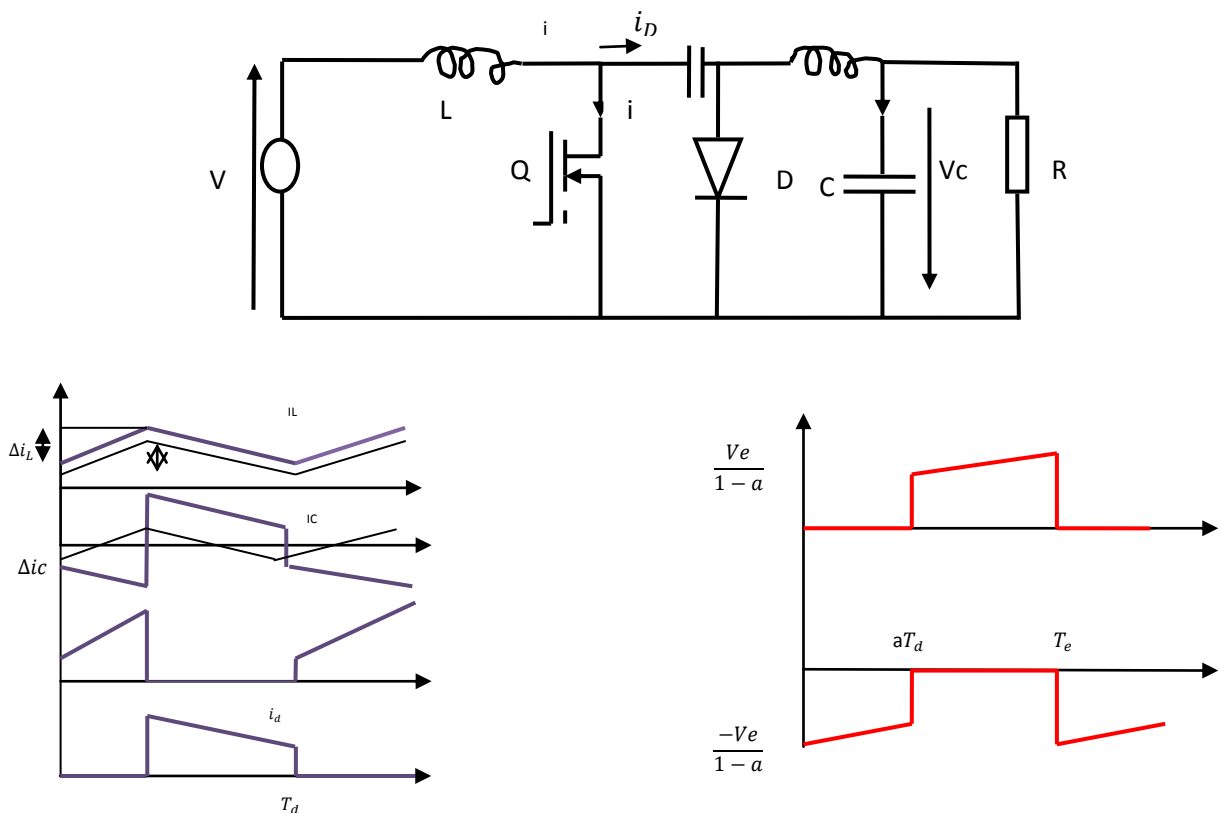 i
i_D
L
i
V
Q
D
C
Vc
R
IL
Δi_L
IC
Δic
i_d
T_d
Ve
1 − a
aT_d
T_e
−Ve
1 − a